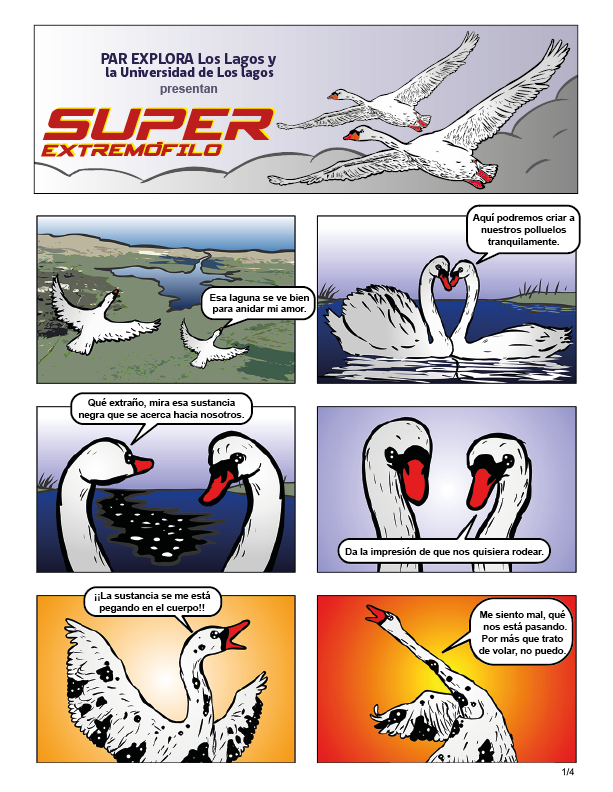 PAR EXPLORA Los Lagos y
la Universidad de Los lagos
presentan
SUPER
EXTREMÓFILO
Esa laguna se ve bien
para anidar mi amor.
Aquí podremos criar a
nuestros polluelos
tranquilamente.
Qué extraño, mira esa sustancia
negra que se acerca hacia nosotros.
Da la impresión de que nos quisiera rodear.
¡¡La sustancia se me está
pegando en el cuerpo!!
Me siento mal, qué
nos está pasando.
Por más que trato
de volar, no puedo.
1/4